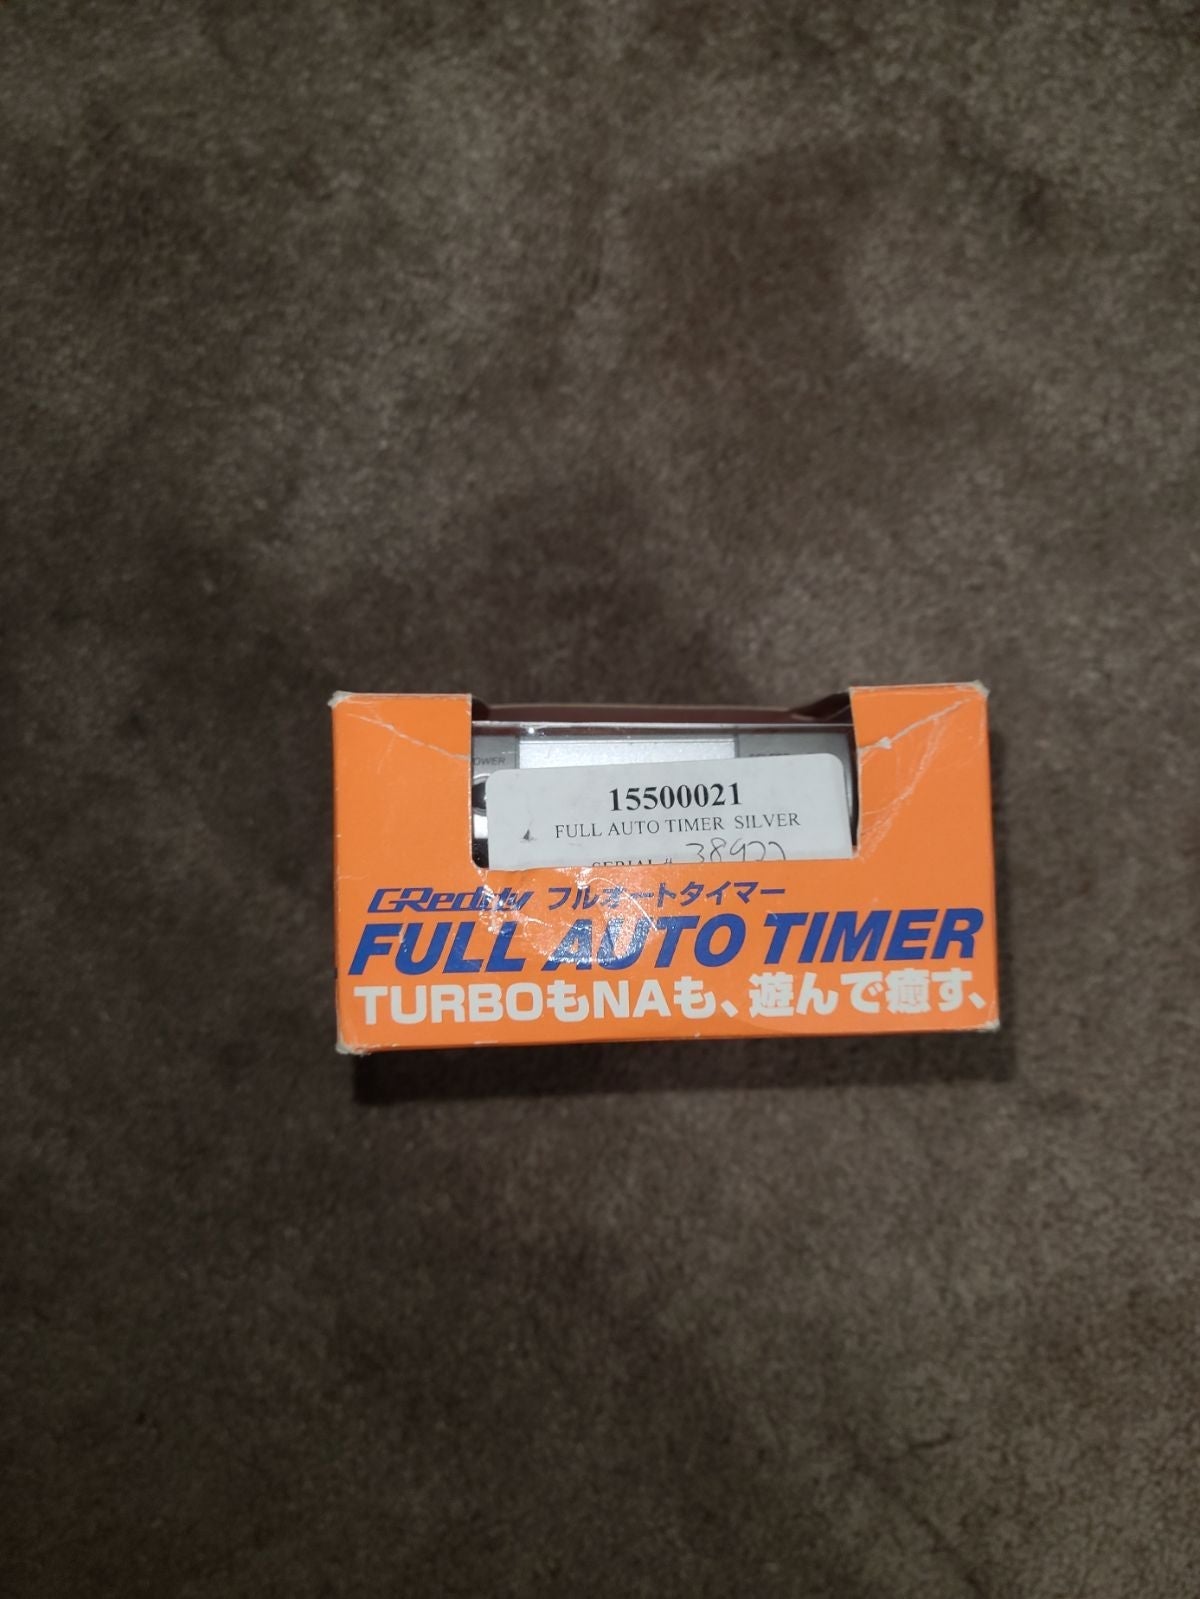 15500021
FULL AUTO TIMER SILVER
SERIAL #
GReddy フルオートタイマー
FULL AUTO TIMER
TURBOもNAも、遊んで癒す、